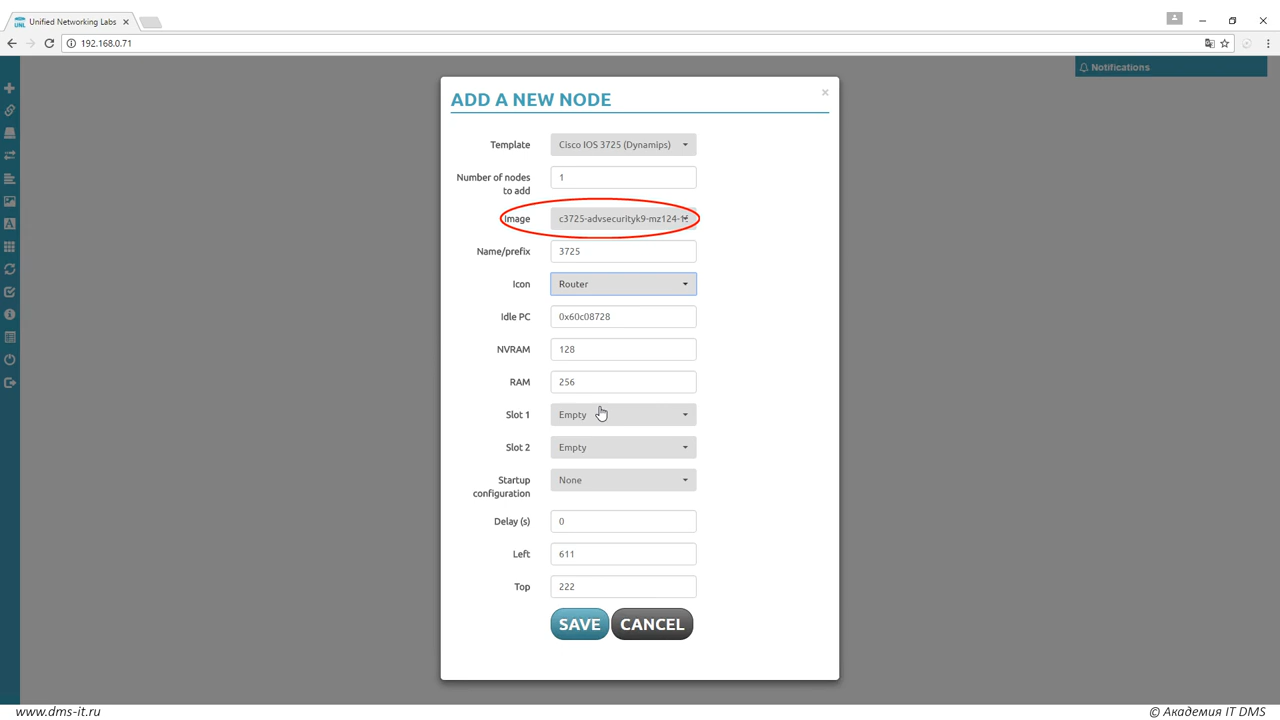 Unified Networking Labs
192.168.0.71
Notifications
ADD A NEW NODE
Template
Cisco IOS 3725 (Dynamips)
Number of nodes
to add
1
Image
c3725-advsecurityk9-mz124-1
Name/prefix
3725
Icon
Router
Idle PC
0x60c08728
NVRAM
128
RAM
256
Slot 1
Empty
Slot 2
Empty
Startup
configuration
None
Delay (s)
0
Left
611
Top
222
SAVE
CANCEL
www.dms-it.ru
© Академия IT DMS